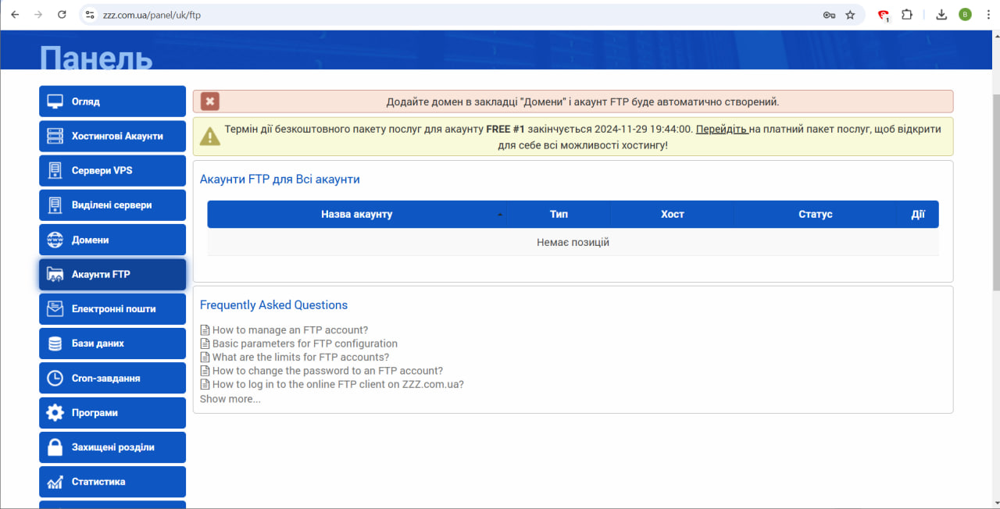 zzz.com.ua/panel/uk/ftp
1
B
Панель
Огляд
Хостингові Акаунти
Сервери VPS
Виділені сервери
Домени
Акаунти FTP
Електронні пошти
Бази даних
Cron-завдання
Програми
Захищені розділи
Статистика
Додайте домен в закладці "Домени" і акаунт FTP буде автоматично створений.
Термін дії безкоштовного пакету послуг для акаунту FREE #1 закінчується 2024-11-29 19:44:00. Перейдіть на платний пакет послуг, щоб відкрити
для себе всі можливості хостингу!
Акаунти FTP для Всі акаунти
Назва акаунту Тип Хост Статус Дії
Немає позицій
Frequently Asked Questions
How to manage an FTP account?
Basic parameters for FTP configuration
What are the limits for FTP accounts?
How to change the password to an FTP account?
How to log in to the online FTP client on ZZZ.com.ua?
Show more...